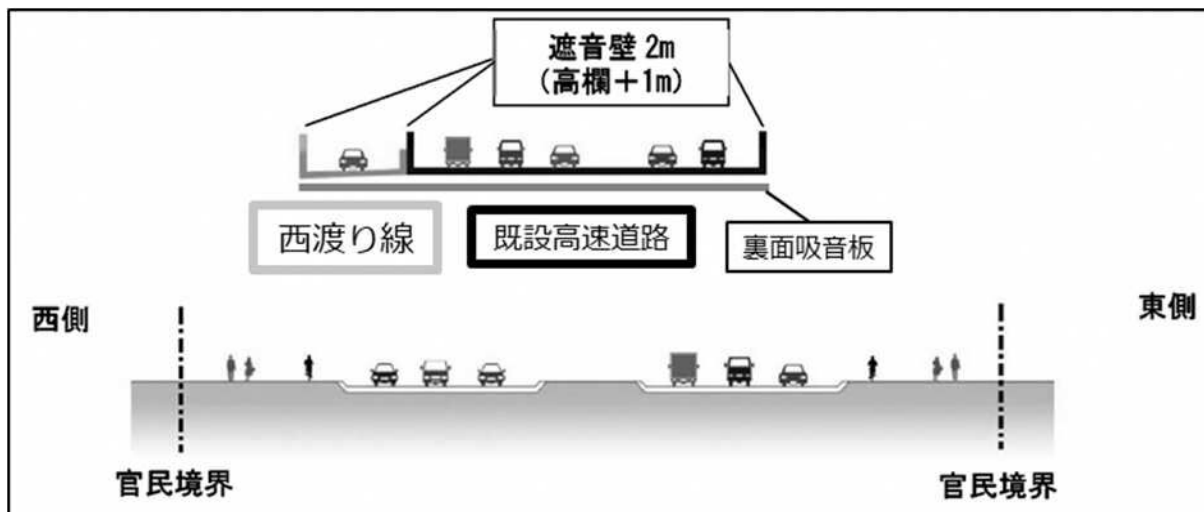 遮音壁 2m
(高欄＋1m)
西渡り線
既設高速道路
裏面吸音板
西側
東側
官民境界
官民境界